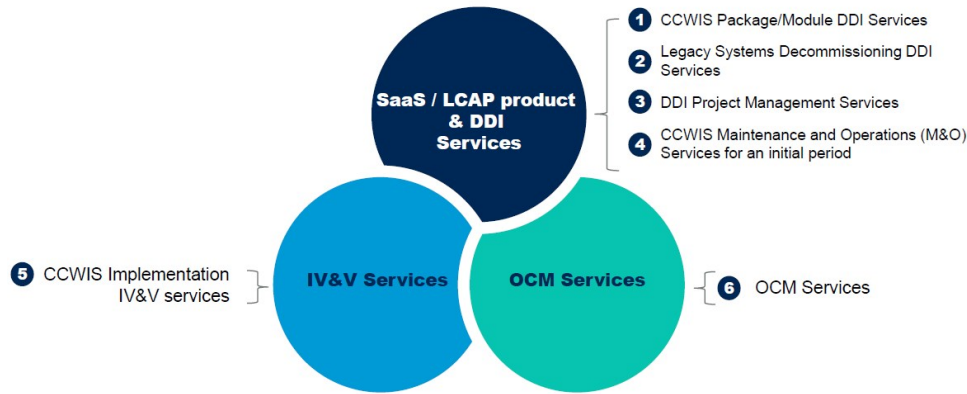 1 CCWIS Package/Module DDI Services
2 Legacy Systems Decommissioning DDI
Services
3 DDI Project Management Services
4 CCWIS Maintenance and Operations (M&O)
Services for an initial period
SaaS / LCAP product
& DDI
Services
5 CCWIS Implementation
IV&V services
IV&V Services
OCM Services
6 OCM Services